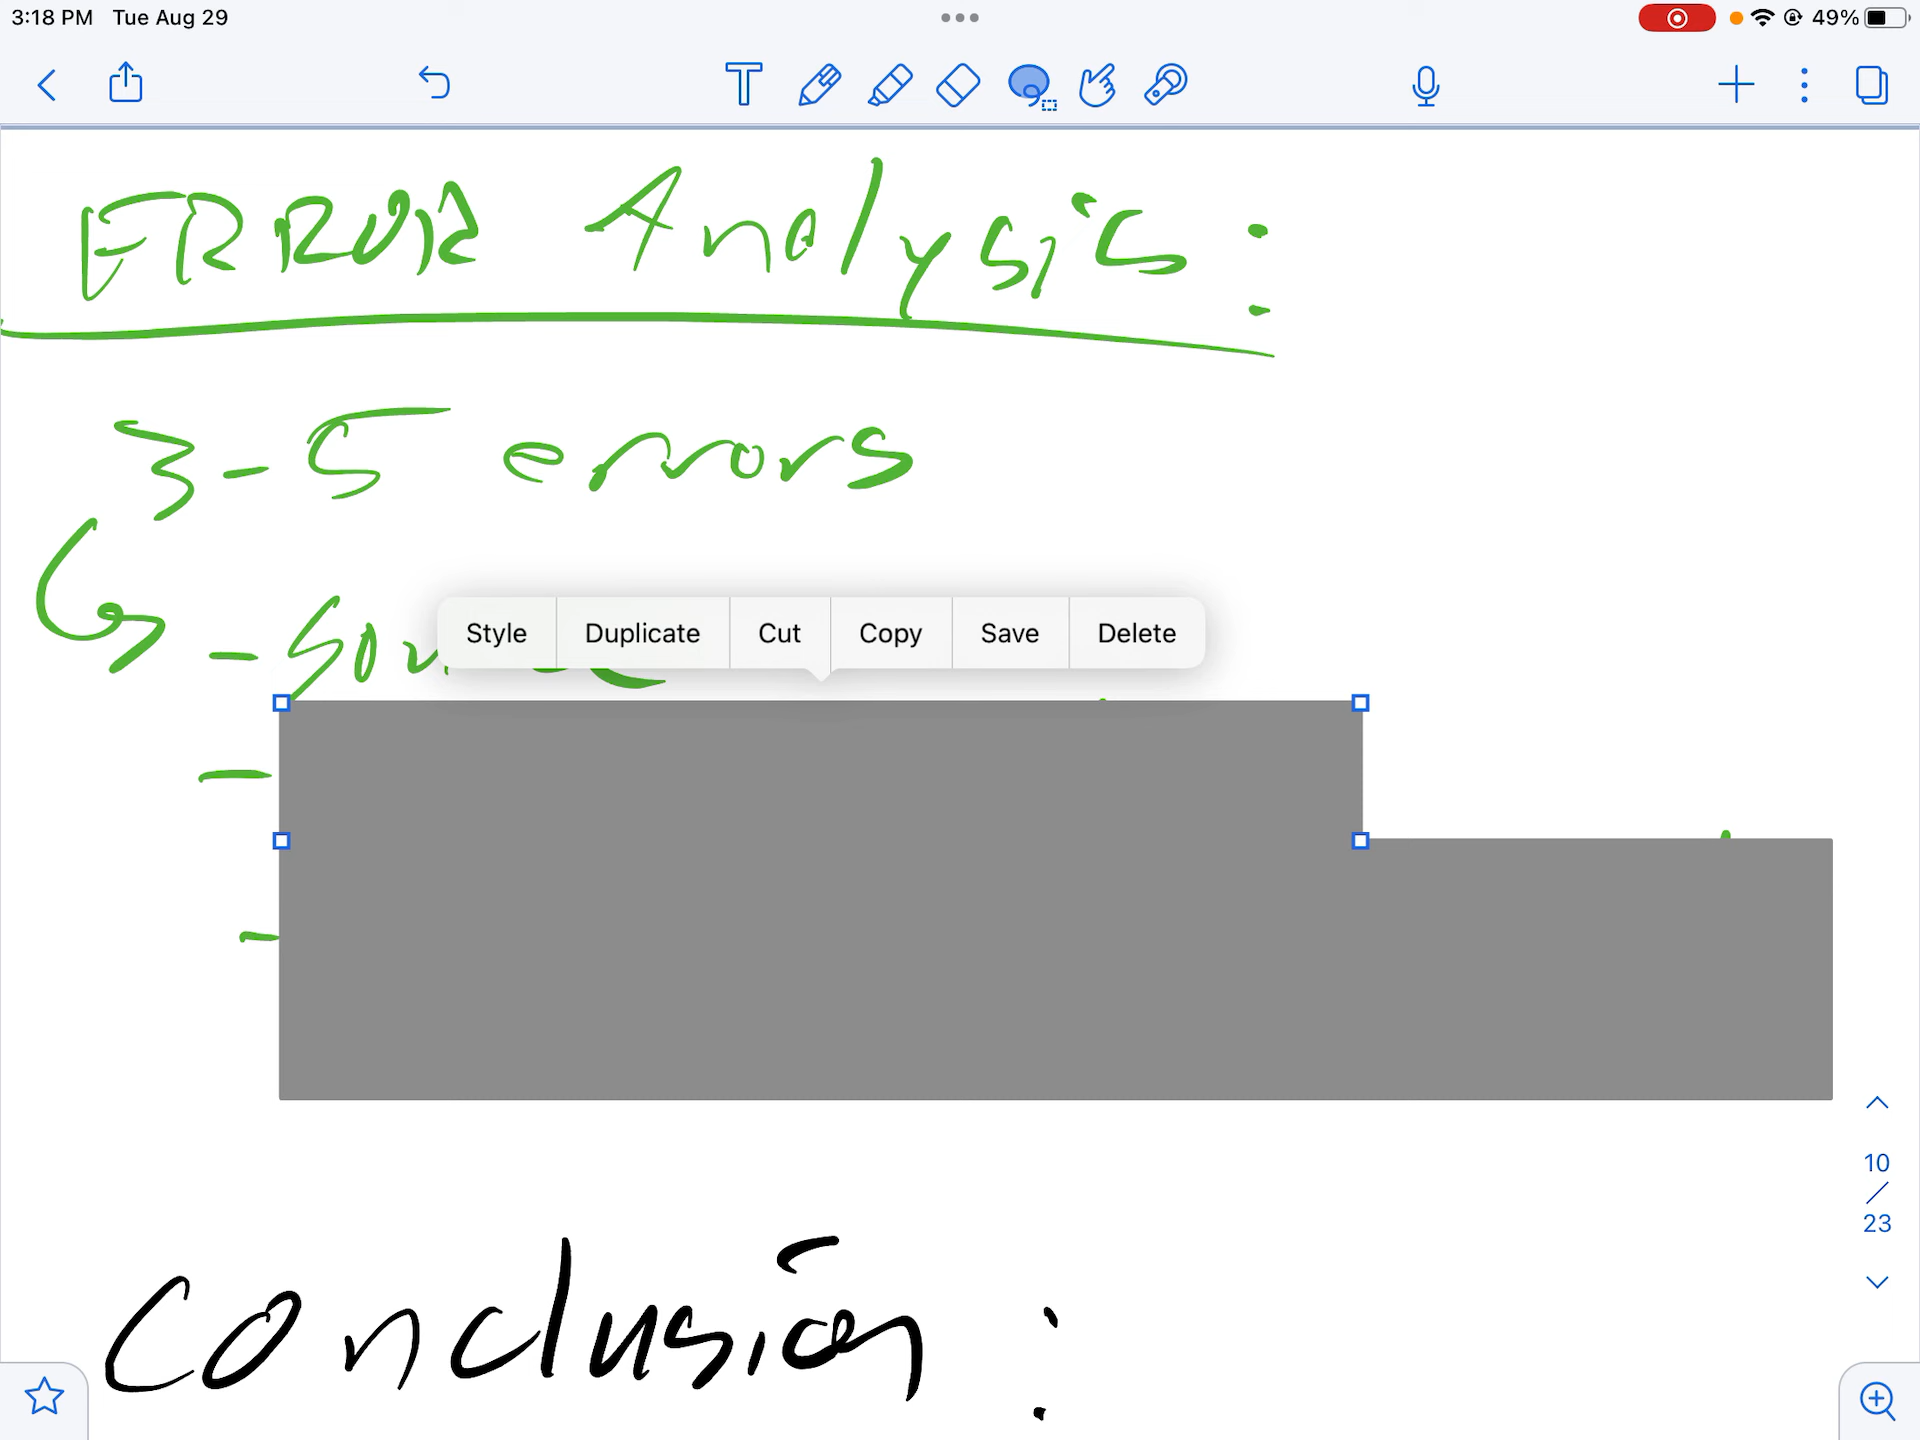 3:18 PM Tue Aug 29
49%
ERROR Analysis:
3-5 errors
Style Duplicate Cut Copy Save Delete
10
/
23
Conclusion: